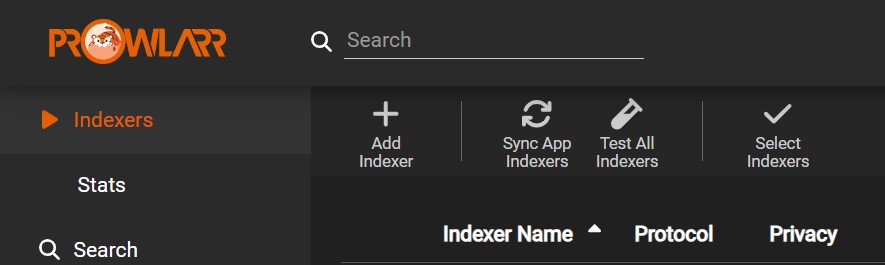 PROWLARR
Search
Indexers
Add
Indexer
Sync App
Indexers
Test All
Indexers
Select
Indexers
Stats
Search
Indexer Name Protocol Privacy